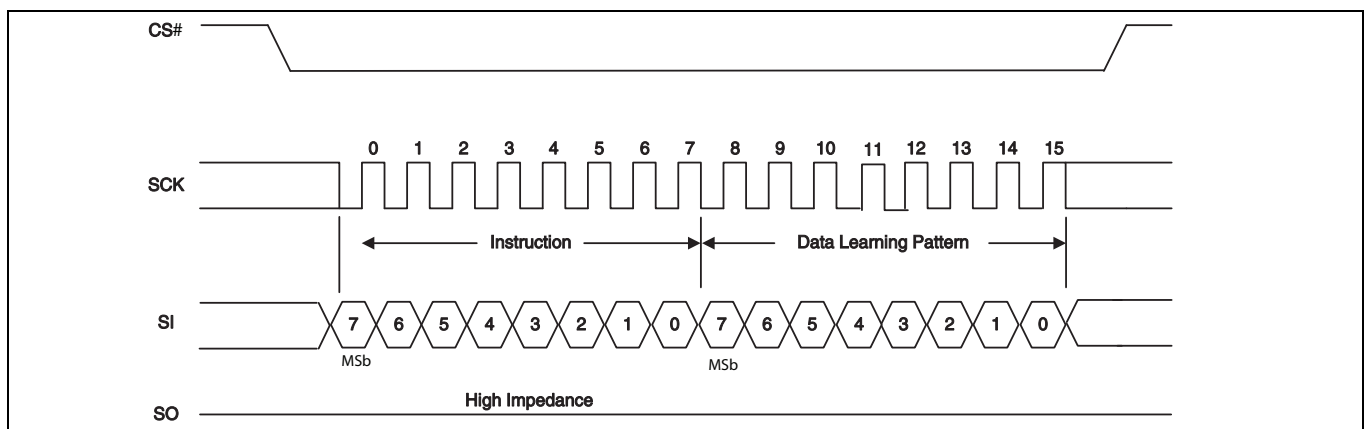 CS#
0 1 2 3 4 5 6 7 8 9 10 11 12 13 14 15
SCK
Instruction Data Learning Pattern
SI 7 6 5 4 3 2 1 0 7 6 5 4 3 2 1 0
MSb MSb
High Impedance
SO